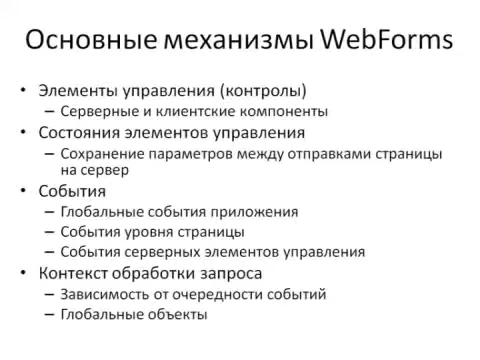 Основные механизмы WebForms
• Элементы управления (контролы)
– Серверные и клиентские компоненты
• Состояния элементов управления
– Сохранение параметров между отправками страницы
на сервер
• События
– Глобальные события приложения
– События уровня страницы
– События серверных элементов управления
• Контекст обработки запроса
– Зависимость от очередности событий
– Глобальные объекты